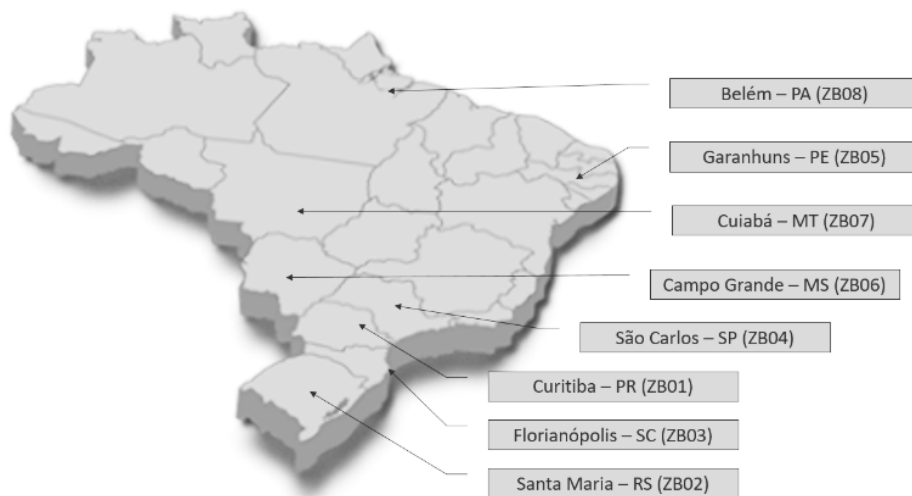 Belém – PA (ZB08)
Garanhuns – PE (ZB05)
Cuiabá – MT (ZB07)
Campo Grande – MS (ZB06)
São Carlos – SP (ZB04)
Curitiba – PR (ZB01)
Florianópolis – SC (ZB03)
Santa Maria – RS (ZB02)